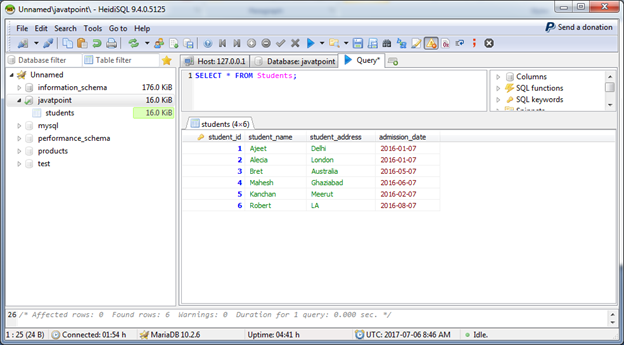 Unnamed\javatpoint\ - HeidiSQL 9.4.0.5125
File Edit Search Tools Go to Help
Send a donation
Database filter Table filter
Host: 127.0.0.1 Database: javatpoint Query*
Unnamed
information_schema 176.0 KiB
javatpoint 16.0 KiB
students 16.0 KiB
mysql
performance_schema
products
test
1 SELECT * FROM Students;
Columns
SQL functions
SQL keywords
students (4×6)
student_id student_name student_address admission_date
1 Ajeet Delhi 2016-01-07
2 Alecia London 2016-01-07
3 Bret Australia 2016-05-07
4 Mahesh Ghaziabad 2016-06-07
5 Kanchan Meerut 2016-02-07
6 Robert LA 2016-08-07
26 /* Affected rows: 0 Found rows: 6 Warnings: 0 Duration for 1 query: 0.000 sec. */
1 : 25 (24 B) Connected: 01:54 h MariaDB 10.2.6 Uptime: 04:41 h UTC: 2017-07-06 8:46 AM Idle.